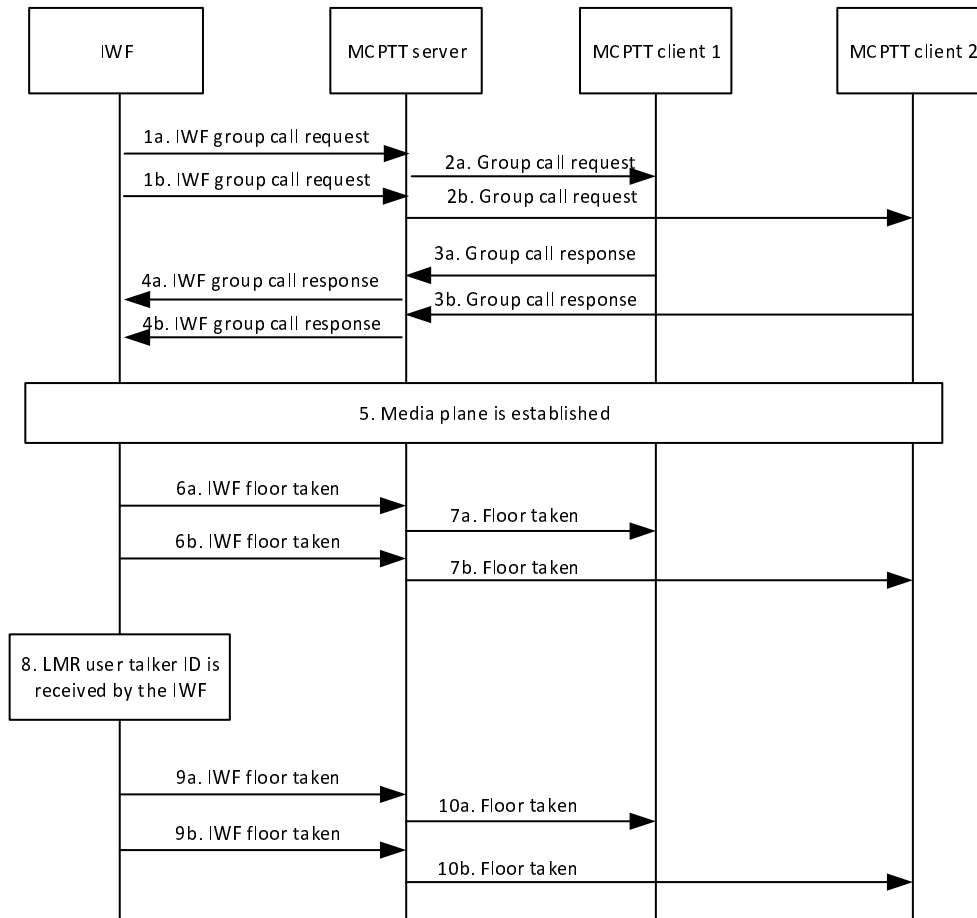 IWF
MCPTT server
MCPTT client 1
MCPTT client 2
1a. IWF group call request
2a. Group call request
1b. IWF group call request
2b. Group call request
3a. Group call response
4a. IWF group call response
3b. Group call response
4b. IWF group call response
5. Media plane is established
6a. IWF floor taken
7a. Floor taken
6b. IWF floor taken
7b. Floor taken
8. LMR user talker ID is
received by the IWF
9a. IWF floor taken
10a. Floor taken
9b. IWF floor taken
10b. Floor taken